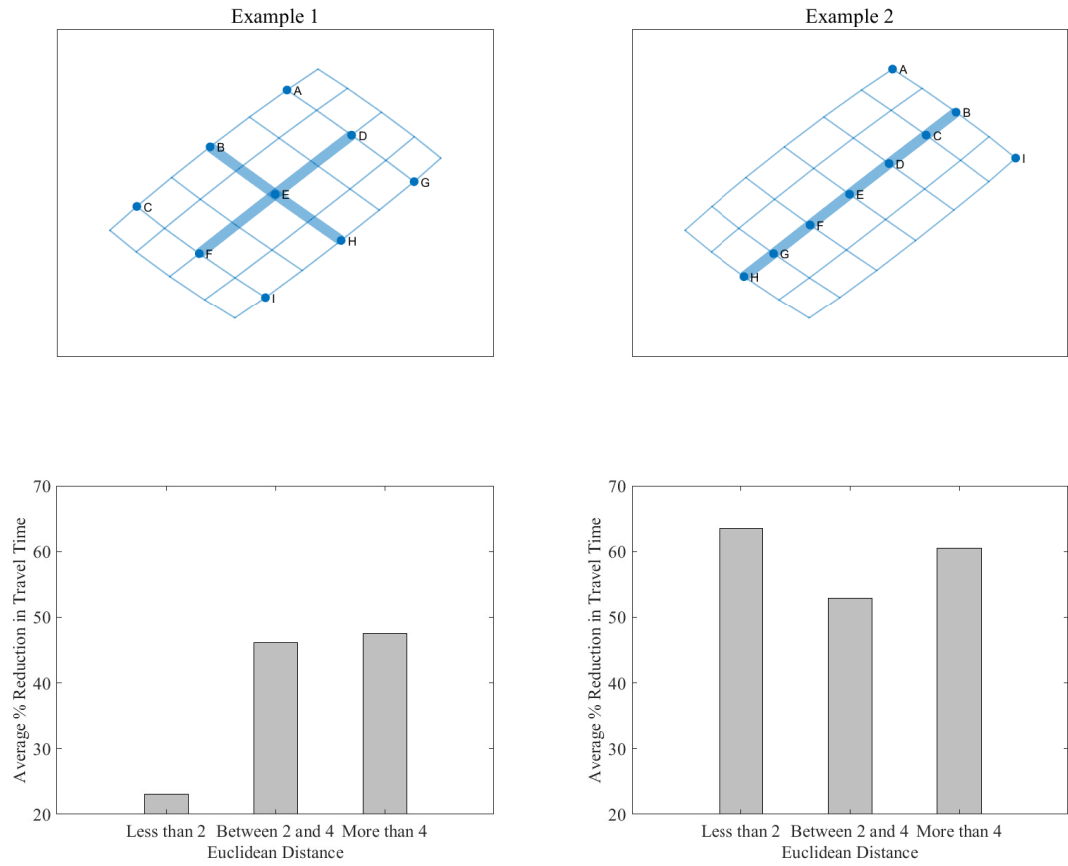 Example 1
A
D
B
E
G
C
H
F
I
Example 2
A
B
C
I
D
E
F
G
H
Average % Reduction in Travel Time
70
60
50
40
30
20
Less than 2 Between 2 and 4 More than 4
Euclidean Distance
Average % Reduction in Travel Time
70
60
50
40
30
20
Less than 2 Between 2 and 4 More than 4
Euclidean Distance